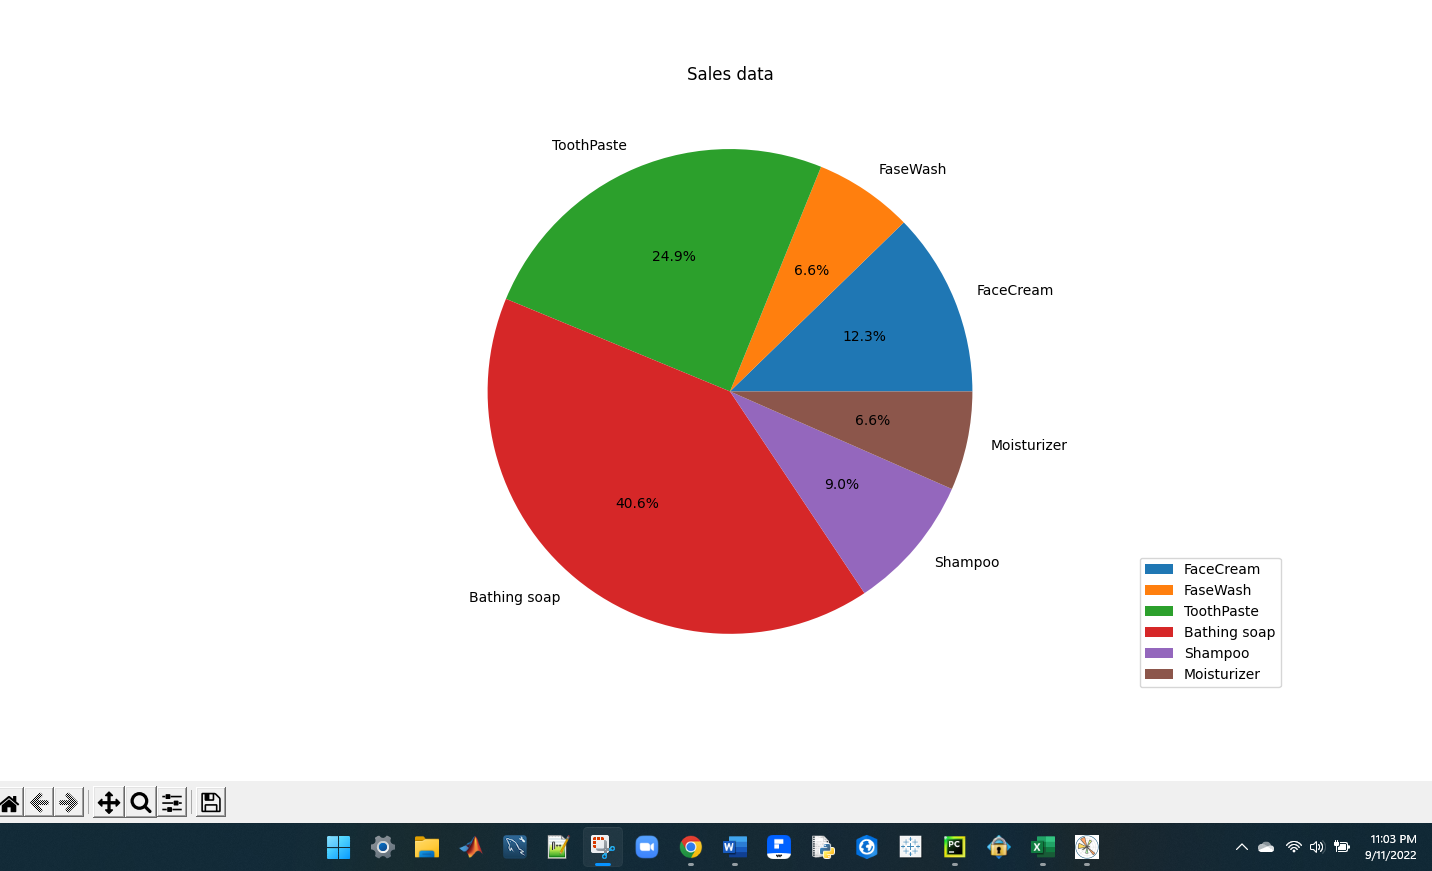 Sales data
ToothPaste
FaseWash
24.9%
6.6%
FaceCream
12.3%
6.6%
Moisturizer
9.0%
40.6%
Shampoo
Bathing soap
FaceCream
FaseWash
ToothPaste
Bathing soap
Shampoo
Moisturizer
11:03 PM
9/11/2022